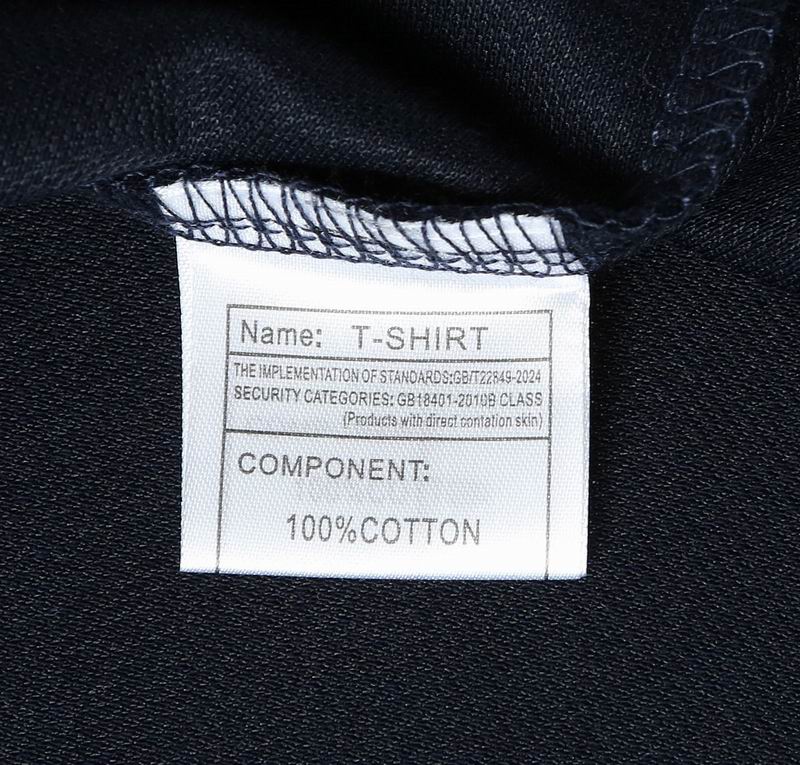 Name: T-SHIRT
THE IMPLEMENTATION OF STANDARDS:GB/T22849-2024
SECURITY CATEGORIES: GB18401-2010B CLASS
(Products with direct contation skin)
COMPONENT:
100%COTTON